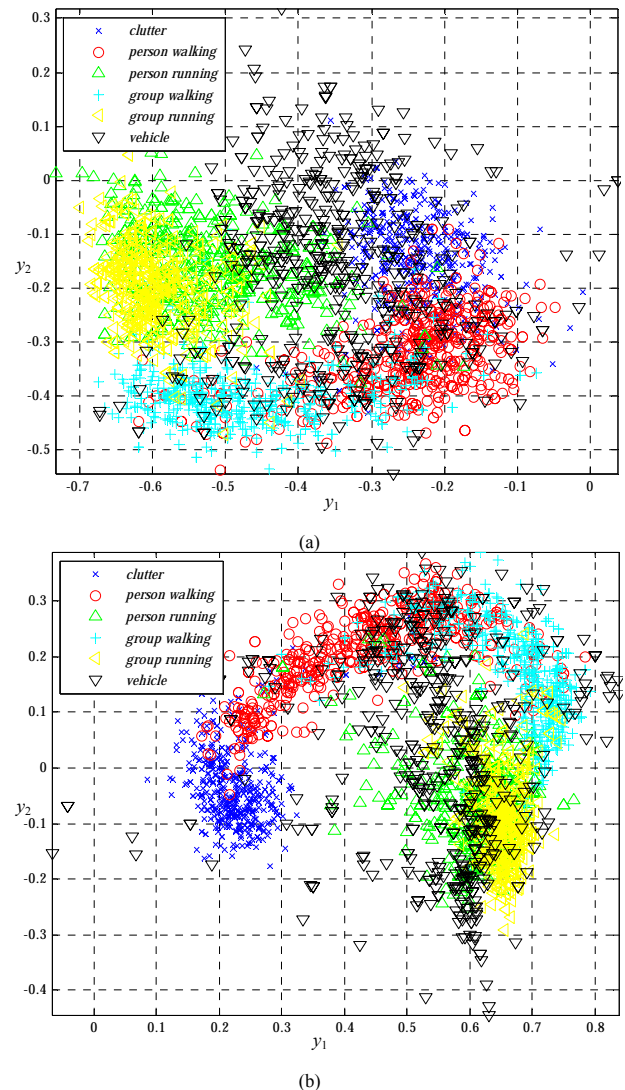 0.3
0.2
0.1
0
-0.1
-0.2
-0.3
-0.4
-0.5
y2
clutter
person walking
person running
group walking
group running
vehicle
-0.7 -0.6 -0.5 -0.4 -0.3 -0.2 -0.1 0
y1
(a)
0.3
0.2
0.1
0
-0.1
-0.2
-0.3
-0.4
y2
clutter
person walking
person running
group walking
group running
vehicle
0 0.1 0.2 0.3 0.4 0.5 0.6 0.7 0.8
y1
(b)